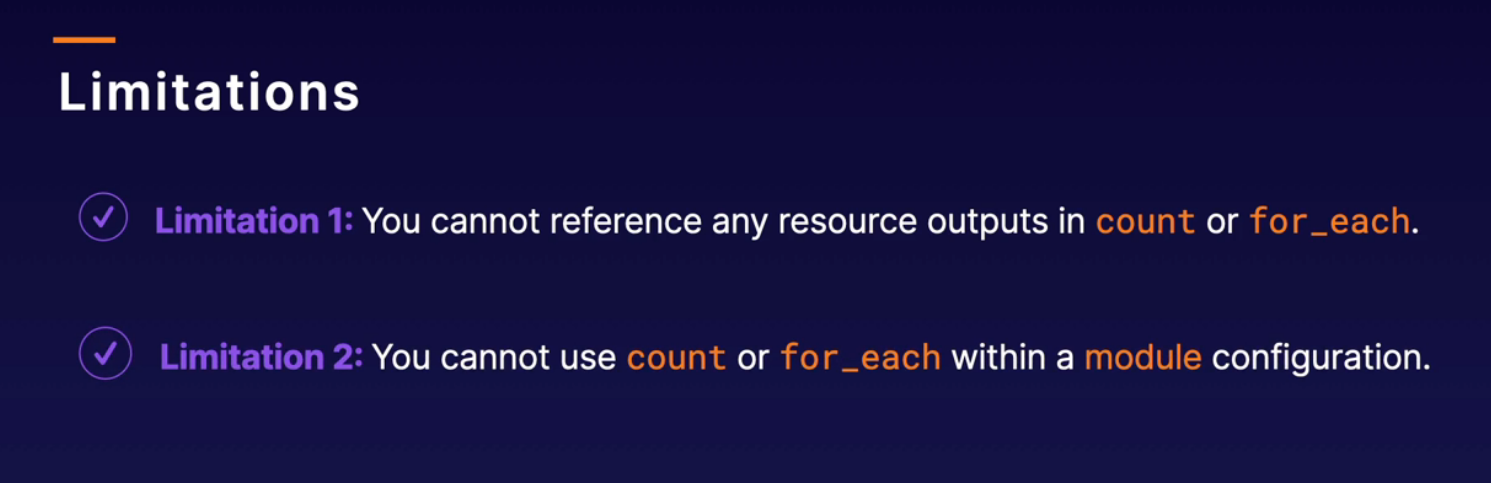 Limitations
Limitation 1: You cannot reference any resource outputs in count or for_each.
Limitation 2: You cannot use count or for_each within a module configuration.